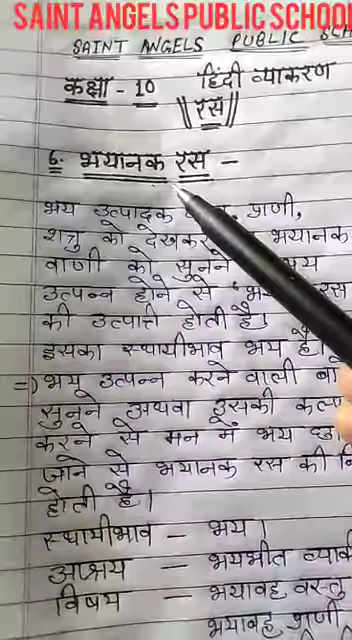 SAINT ANGELS PUBLIC SCHOOL
SAINT ANGELS PUBLIC
कक्षा - 10 हिंदी व्याकरण
रस
6. भयानक रस -
भय उत्पादक प्राणी,
शत्रु को देखकर भयानक
वाणी को सुनने भय
उत्पन्न होने से रस
की उत्पत्ति होती है।
इसका स्थायीभाव भय है।
=> भय उत्पन्न करने वाली
सुनने अथवा उसकी
करने से मन में भय
जाने से भयानक रस की
होती है।
स्थायीभाव - भय।
आश्रय - भयभीत
विषय - भयावह वस्तु
भयावह प्राणी